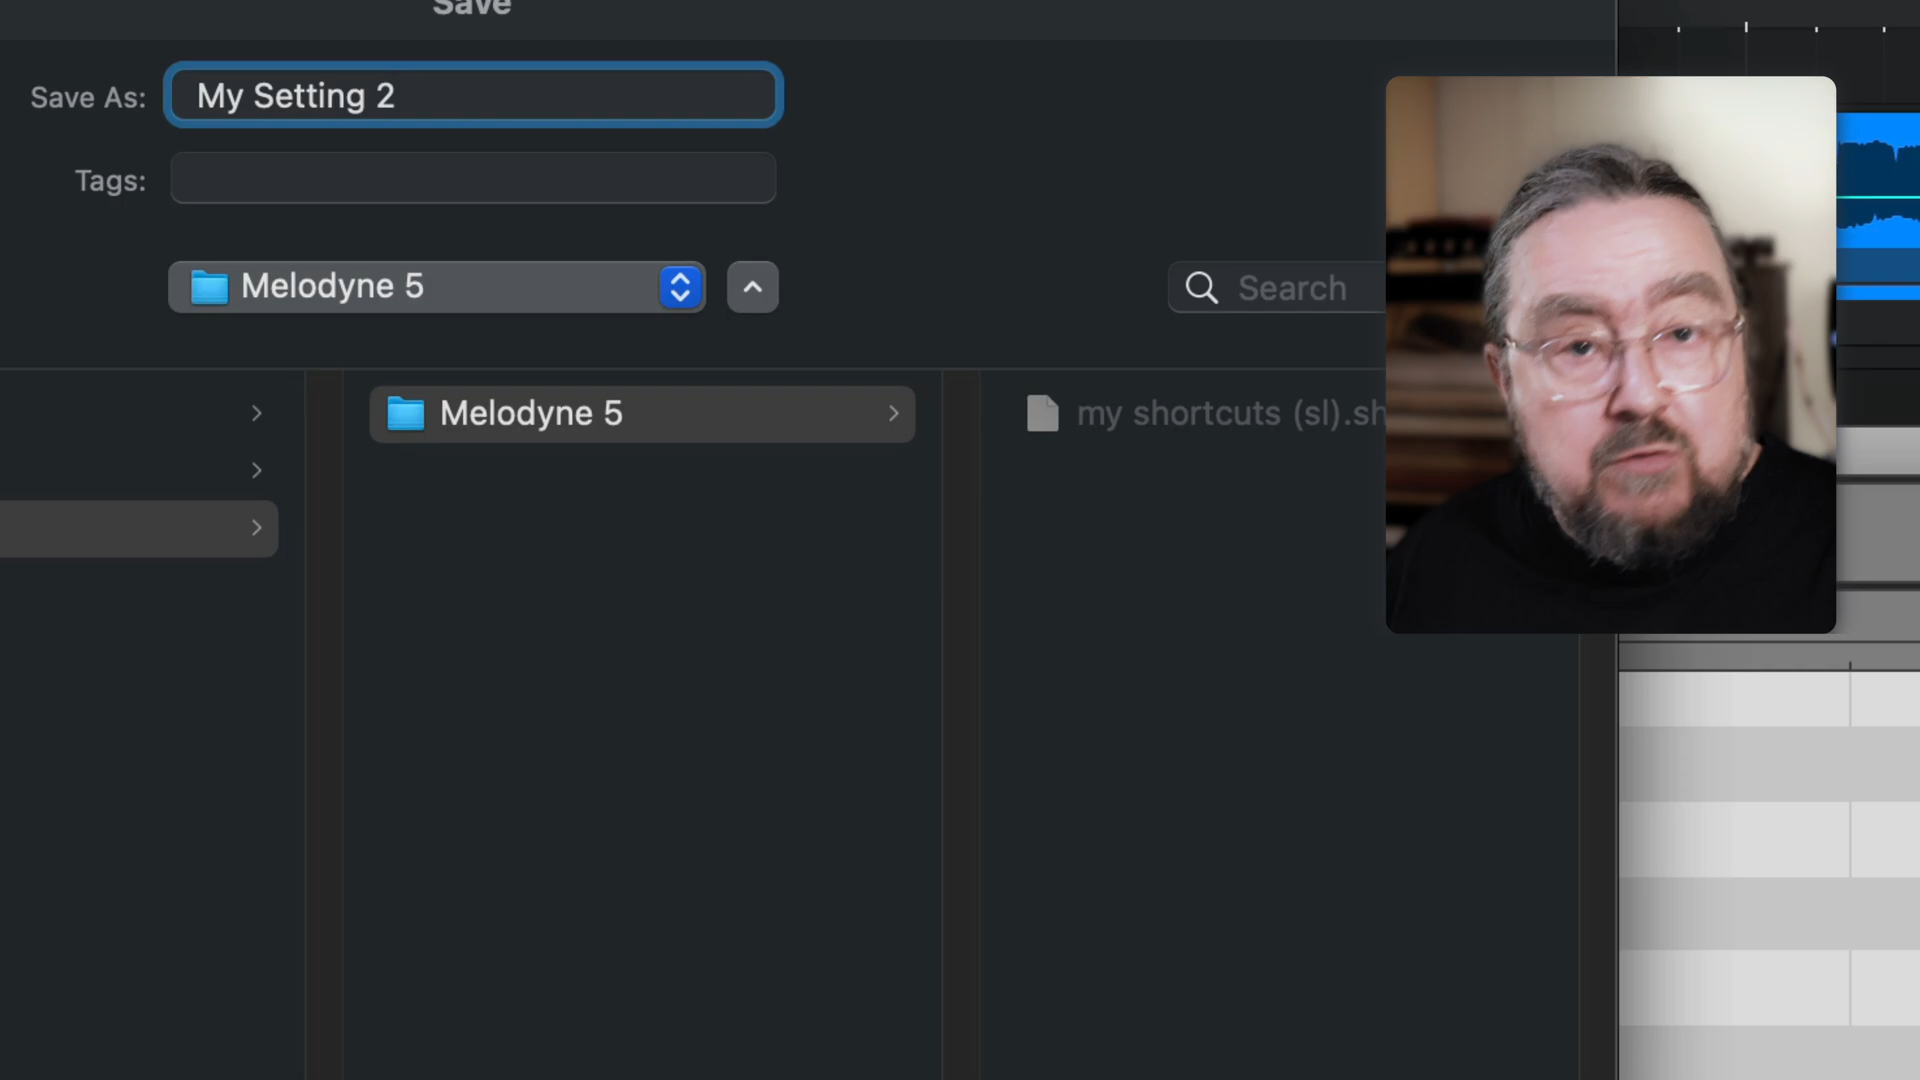 Save
Save As: My Setting 2
Tags:
Melodyne 5
Search
Melodyne 5
my shortcuts (sl).sh